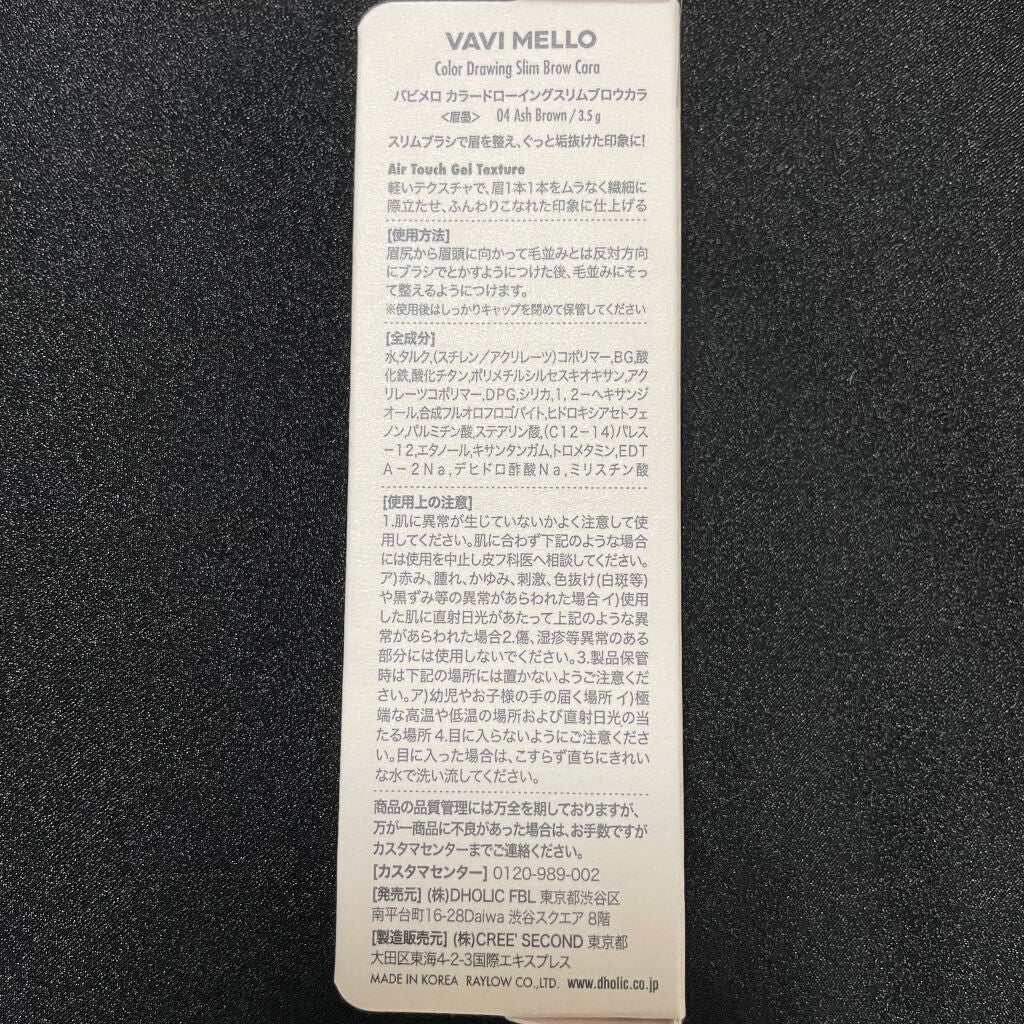 VAVI MELLO
Color Drawing Slim Brow Cara
バビメロ カラードローイングスリムブロウカラ
<眉墨> 04 Ash Brown / 3.5 g
スリムブラシで眉を整え、ぐっと垢抜けた印象に!
Air Touch Gel Texture
軽いテクスチャで、眉1本1本をムラなく繊細に
際立たせ、ふんわりこなれた印象に仕上げる
[使用方法]
眉尻から眉頭に向かって毛並みとは反対方向
にブラシでとかすようにつけた後、毛並みにそっ
て整えるようにつけます。
※使用後はしっかりキャップを閉めて保管してください
[全成分]
水,タルク,(スチレン/アクリレーツ)コポリマー,BG,酸
化鉄,酸化チタン,ポリメチルシルセスキオキサン,アク
リレーツコポリマー,DPG,シリカ,1,2-ヘキサンジ
オール,合成フルオロフロゴパイト,ヒドロキシアセトフェ
ノン,パルミチン酸,ステアリン酸,(C12-14)パレス
-12,エタノール,キサンタンガム,トロメタミン,EDT
A-2Na,デヒドロ酢酸Na,ミリスチン酸
[使用上の注意]
1.肌に異常が生じていないかよく注意して使
用してください。肌に合わず下記のような場合
には使用を中止し皮フ科医へ相談してください。
ア)赤み、腫れ、かゆみ、刺激、色抜け(白斑等)
や黒ずみ等の異常があらわれた場合 イ)使用
した肌に直射日光があたって上記のような異
常があらわれた場合2.傷、湿疹等異常のある
部分には使用しないでください。3.製品保管
時は下記の場所には置かないようご注意くだ
さい。ア)幼児やお子様の手の届く場所 イ)極
端な高温や低温の場所および直射日光の当
たる場所 4.目に入らないようにご注意くださ
い。目に入った場合は、こすらず直ちにきれい
な水で洗い流してください。
商品の品質管理には万全を期しておりますが、
万が一商品に不良があった場合は、お手数ですが
カスタマセンターまでご連絡ください。
[カスタマセンター] 0120-989-002
[発売元] (株)DHOLIC FBL 東京都渋谷区
南平台町16-28Daiwa 渋谷スクエア 8階
[製造販売元] (株)CREE' SECOND 東京都
大田区東海4-2-3国際エキスプレス
MADE IN KOREA RAYLOW CO.,LTD. www.dholic.co.jp